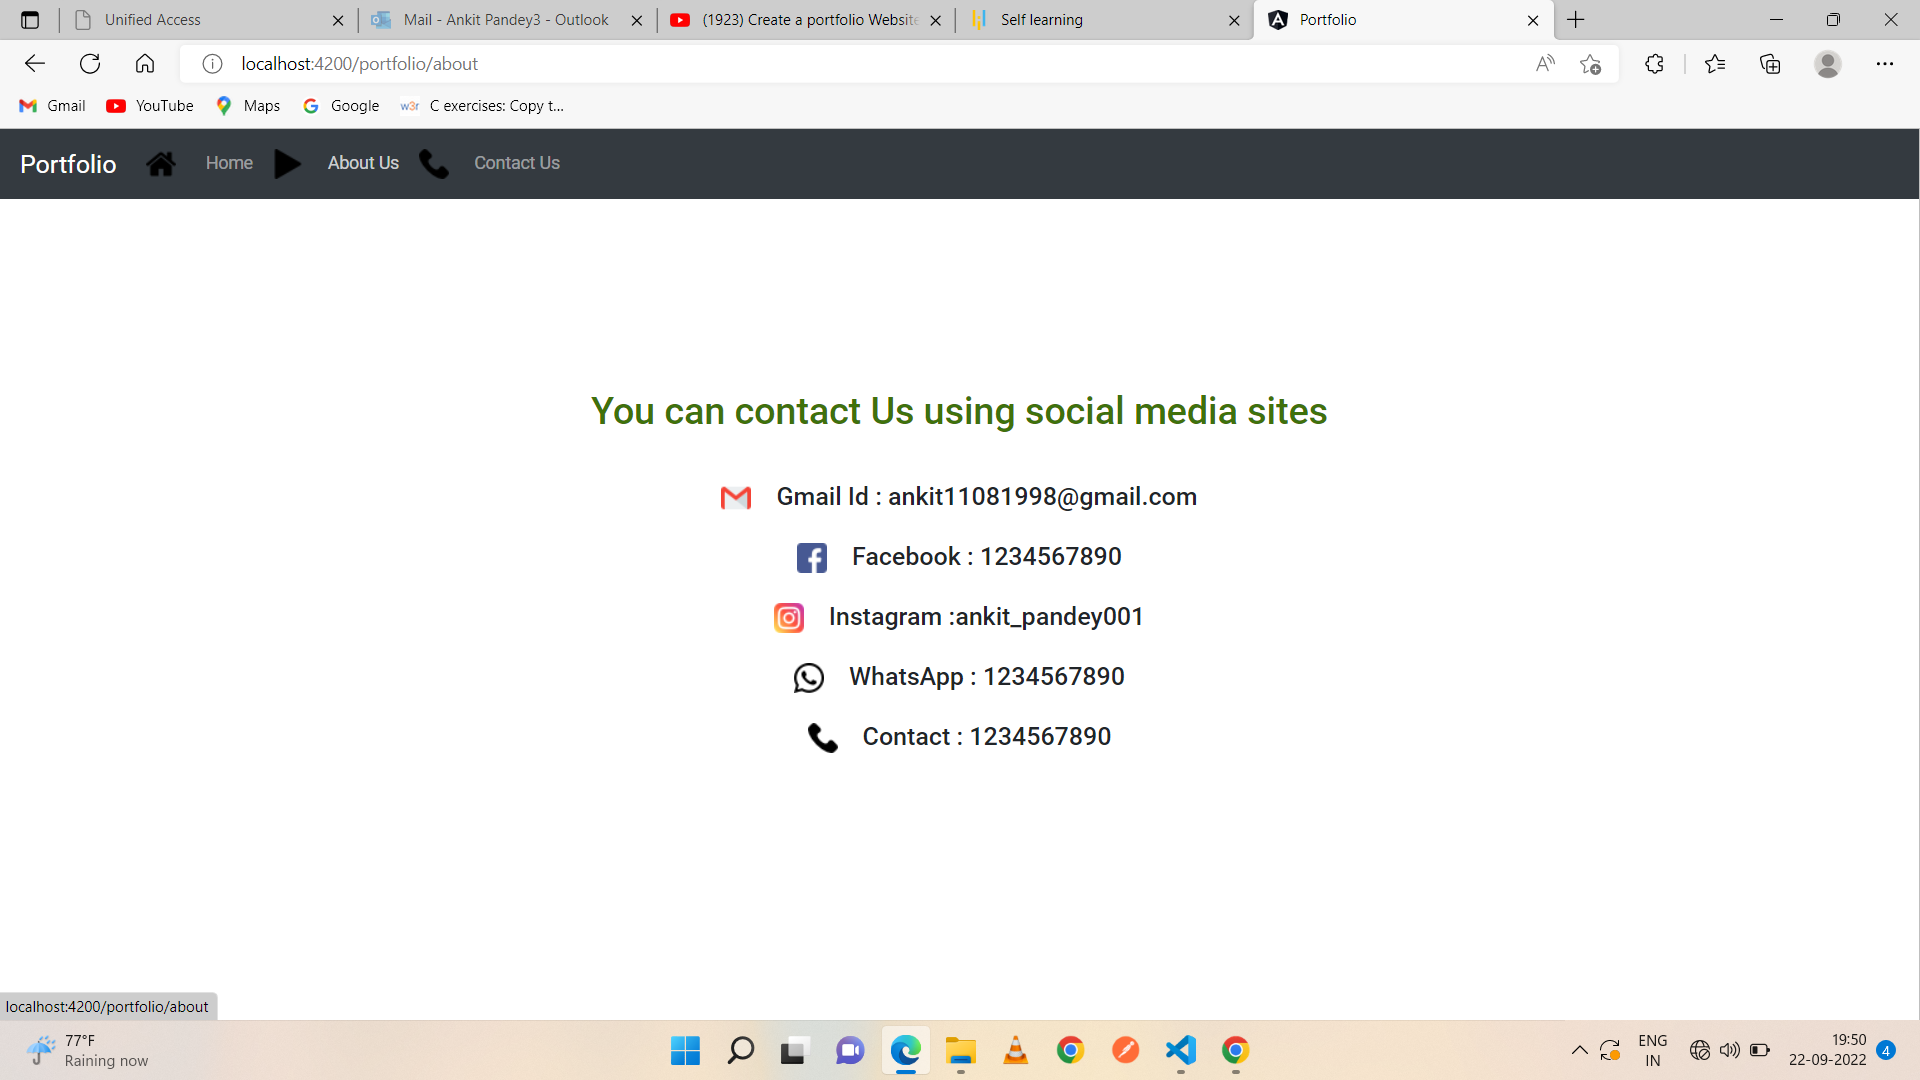 Unified Access
Mail - Ankit Pandey3 - Outlook
(1923) Create a portfolio Website
Self learning
Portfolio
localhost:4200/portfolio/about
Gmail
YouTube
Maps
Google
w3r
C exercises: Copy t...
Portfolio
Home
About Us
Contact Us
You can contact Us using social media sites
Gmail Id : ankit11081998@gmail.com
Facebook : 1234567890
Instagram :ankit_pandey001
WhatsApp : 1234567890
Contact : 1234567890
localhost:4200/portfolio/about
77°F
Raining now
ENG
IN
19:50
22-09-2022
4